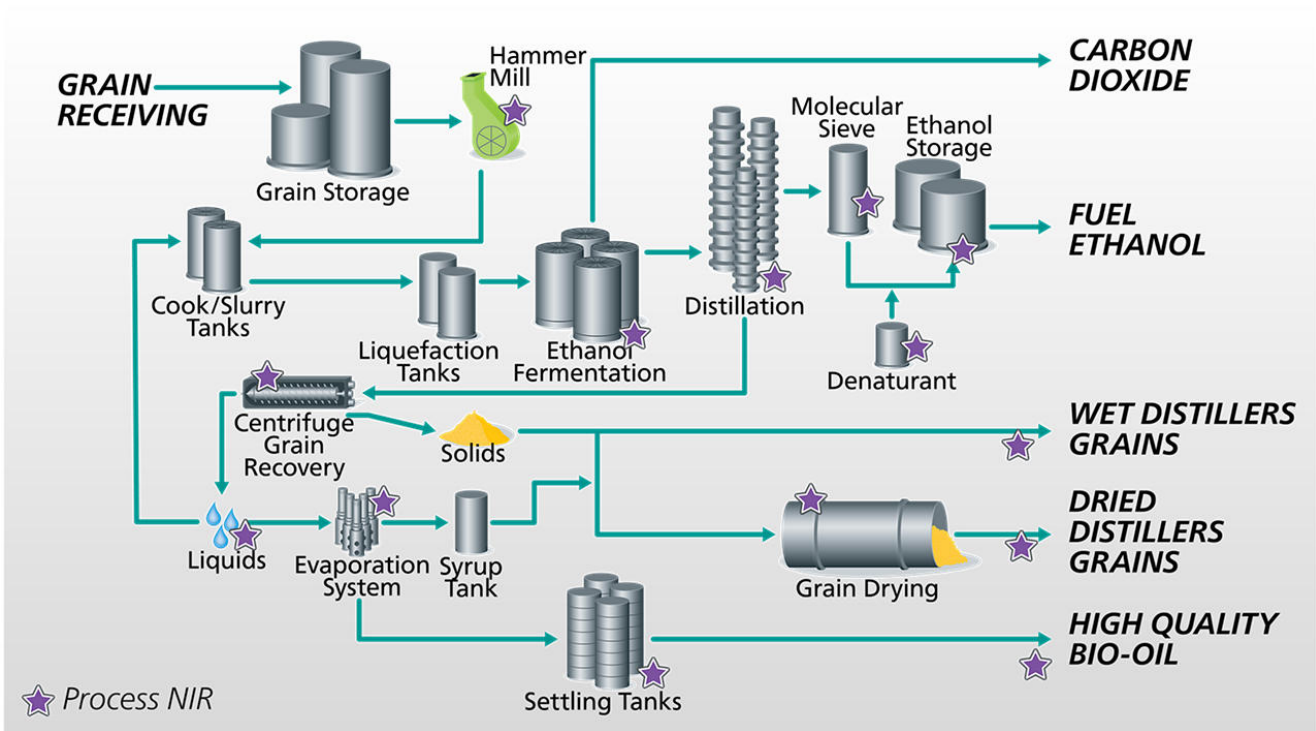 GRAIN
RECEIVING
Grain Storage
Hammer
Mill
CARBON
DIOXIDE
Molecular
Sieve
Ethanol
Storage
FUEL
ETHANOL
Cook/Slurry
Tanks
Liquefaction
Tanks
Ethanol
Fermentation
Distillation
Denaturant
Centrifuge
Grain
Recovery
Solids
WET DISTILLERS
GRAINS
Liquids
Evaporation
System
Syrup
Tank
Grain Drying
DRIED
DISTILLERS
GRAINS
Settling Tanks
HIGH QUALITY
BIO-OIL
Process NIR